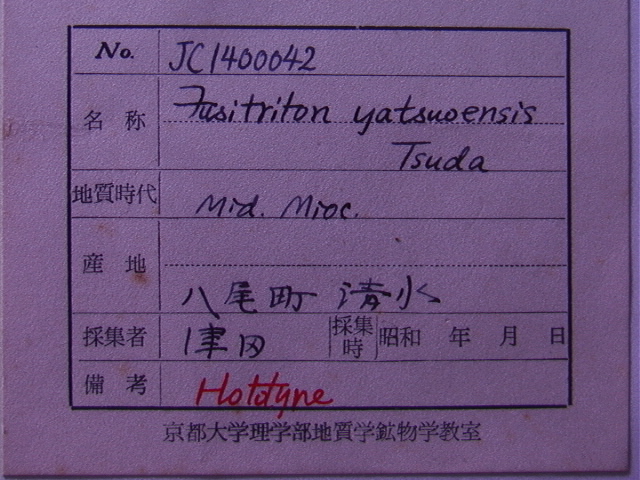 No. JC1400042
名称 Fusitriton yatsuoensis
Tsuda
地質時代 Mid. Mioc.
産地
八尾町 清水
採集者 津田 採集時 昭和 年 月 日
備考 Holotype
京都大学理学部地質学鉱物学教室